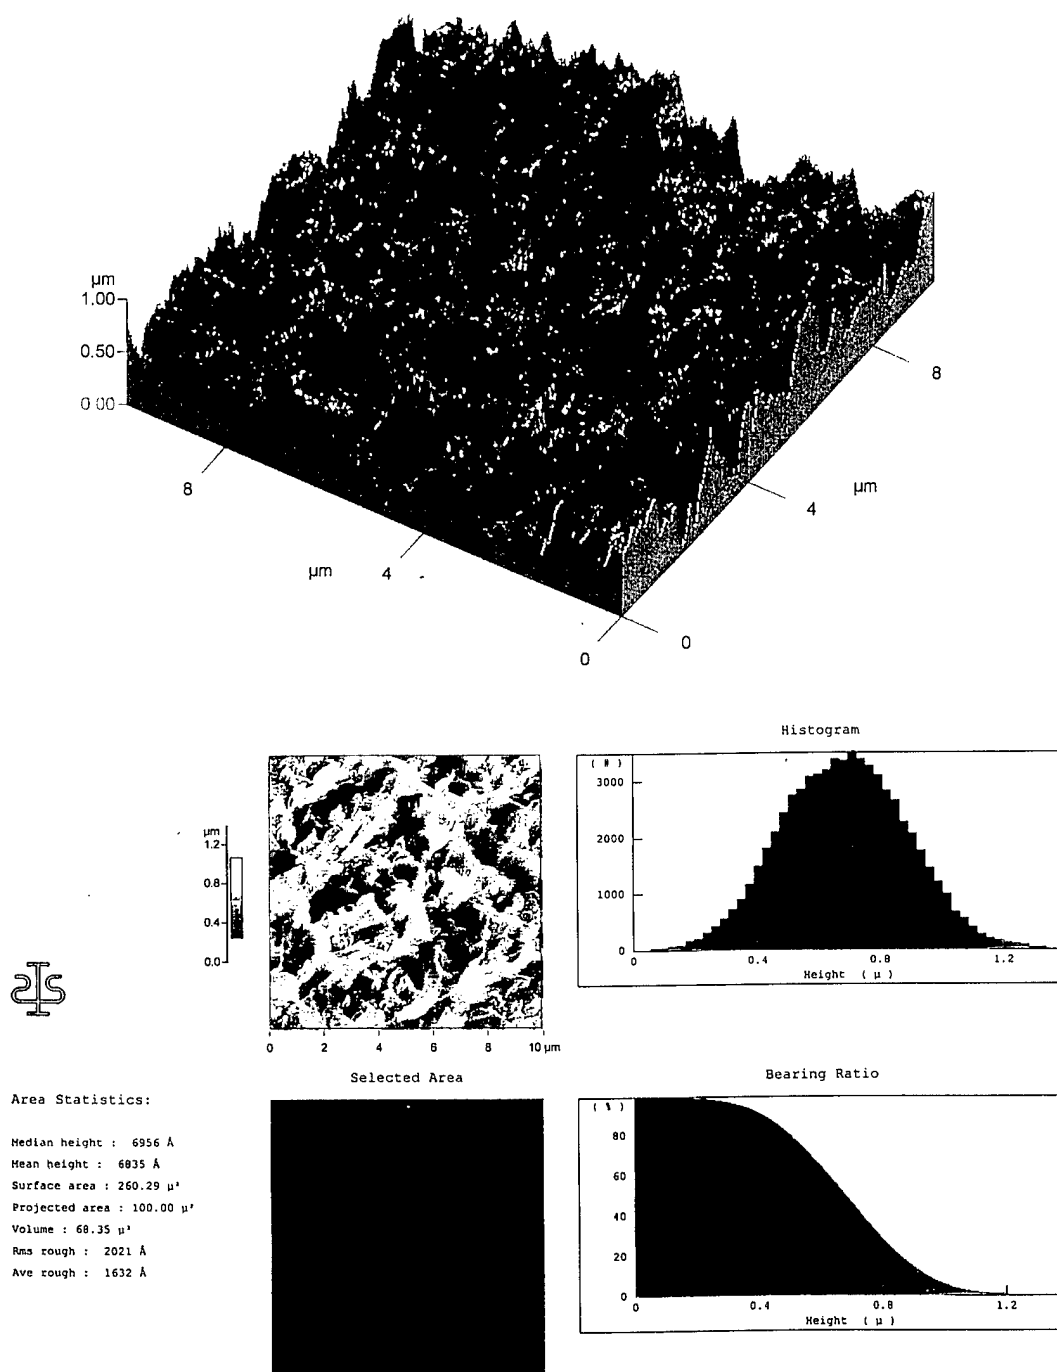 µm
1.00
0.50
0.00
8
µm
4
0
0
4
µm
8
Histogram
( # )
3000
2000
1000
0
0.4
0.8
1.2
Height ( µ )
µm
1.2
0.8
0.4
0.0
0
2
4
6
8
10 µm
Selected Area
Bearing Ratio
( % )
80
60
40
20
0
0
0.4
0.8
1.2
Height ( µ )
Area Statistics:
Median height : 6956 Å
Mean height : 6835 Å
Surface area : 260.29 µ²
Projected area : 100.00 µ²
Volume : 68.35 µ³
Rms rough : 2021 Å
Ave rough : 1632 Å